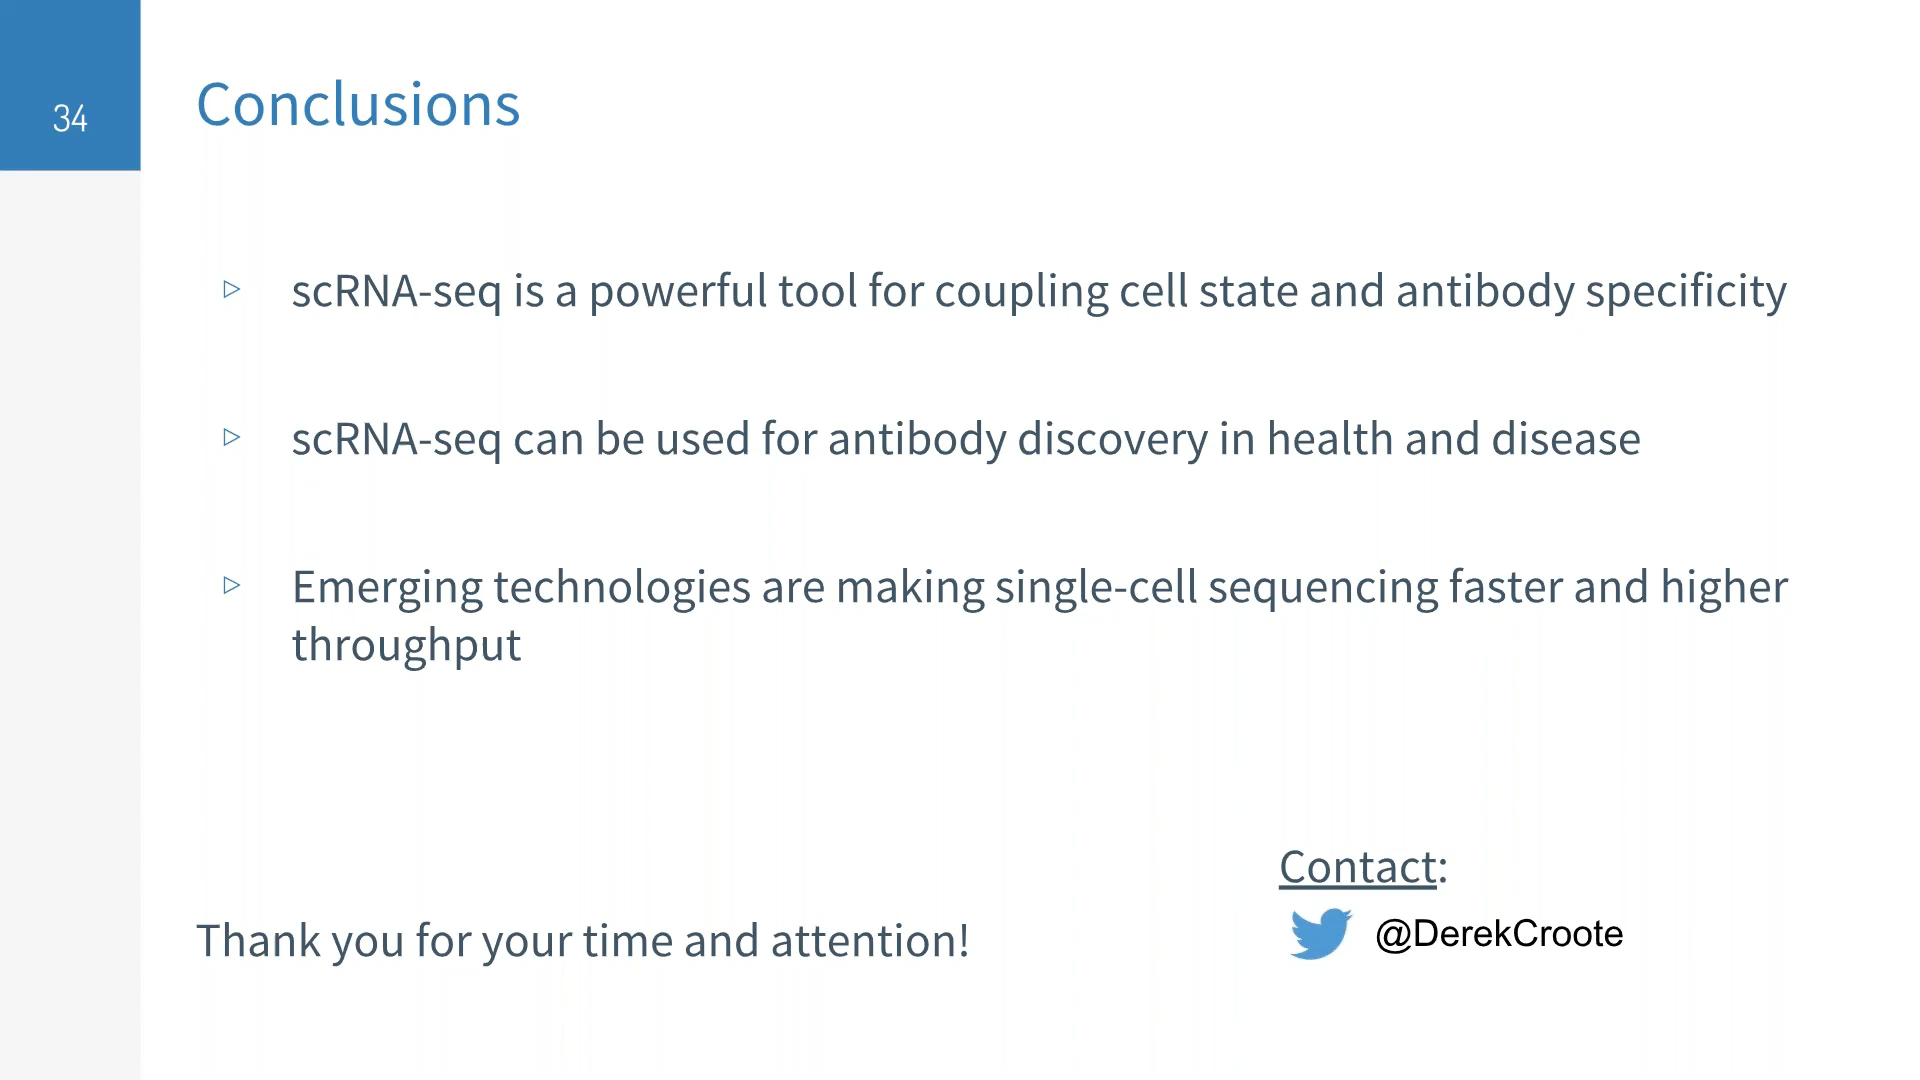 34
Conclusions
▹ scRNA-seq is a powerful tool for coupling cell state and antibody specificity
▹ scRNA-seq can be used for antibody discovery in health and disease
▹ Emerging technologies are making single-cell sequencing faster and higher
throughput
Contact:
@DerekCroote
Thank you for your time and attention!